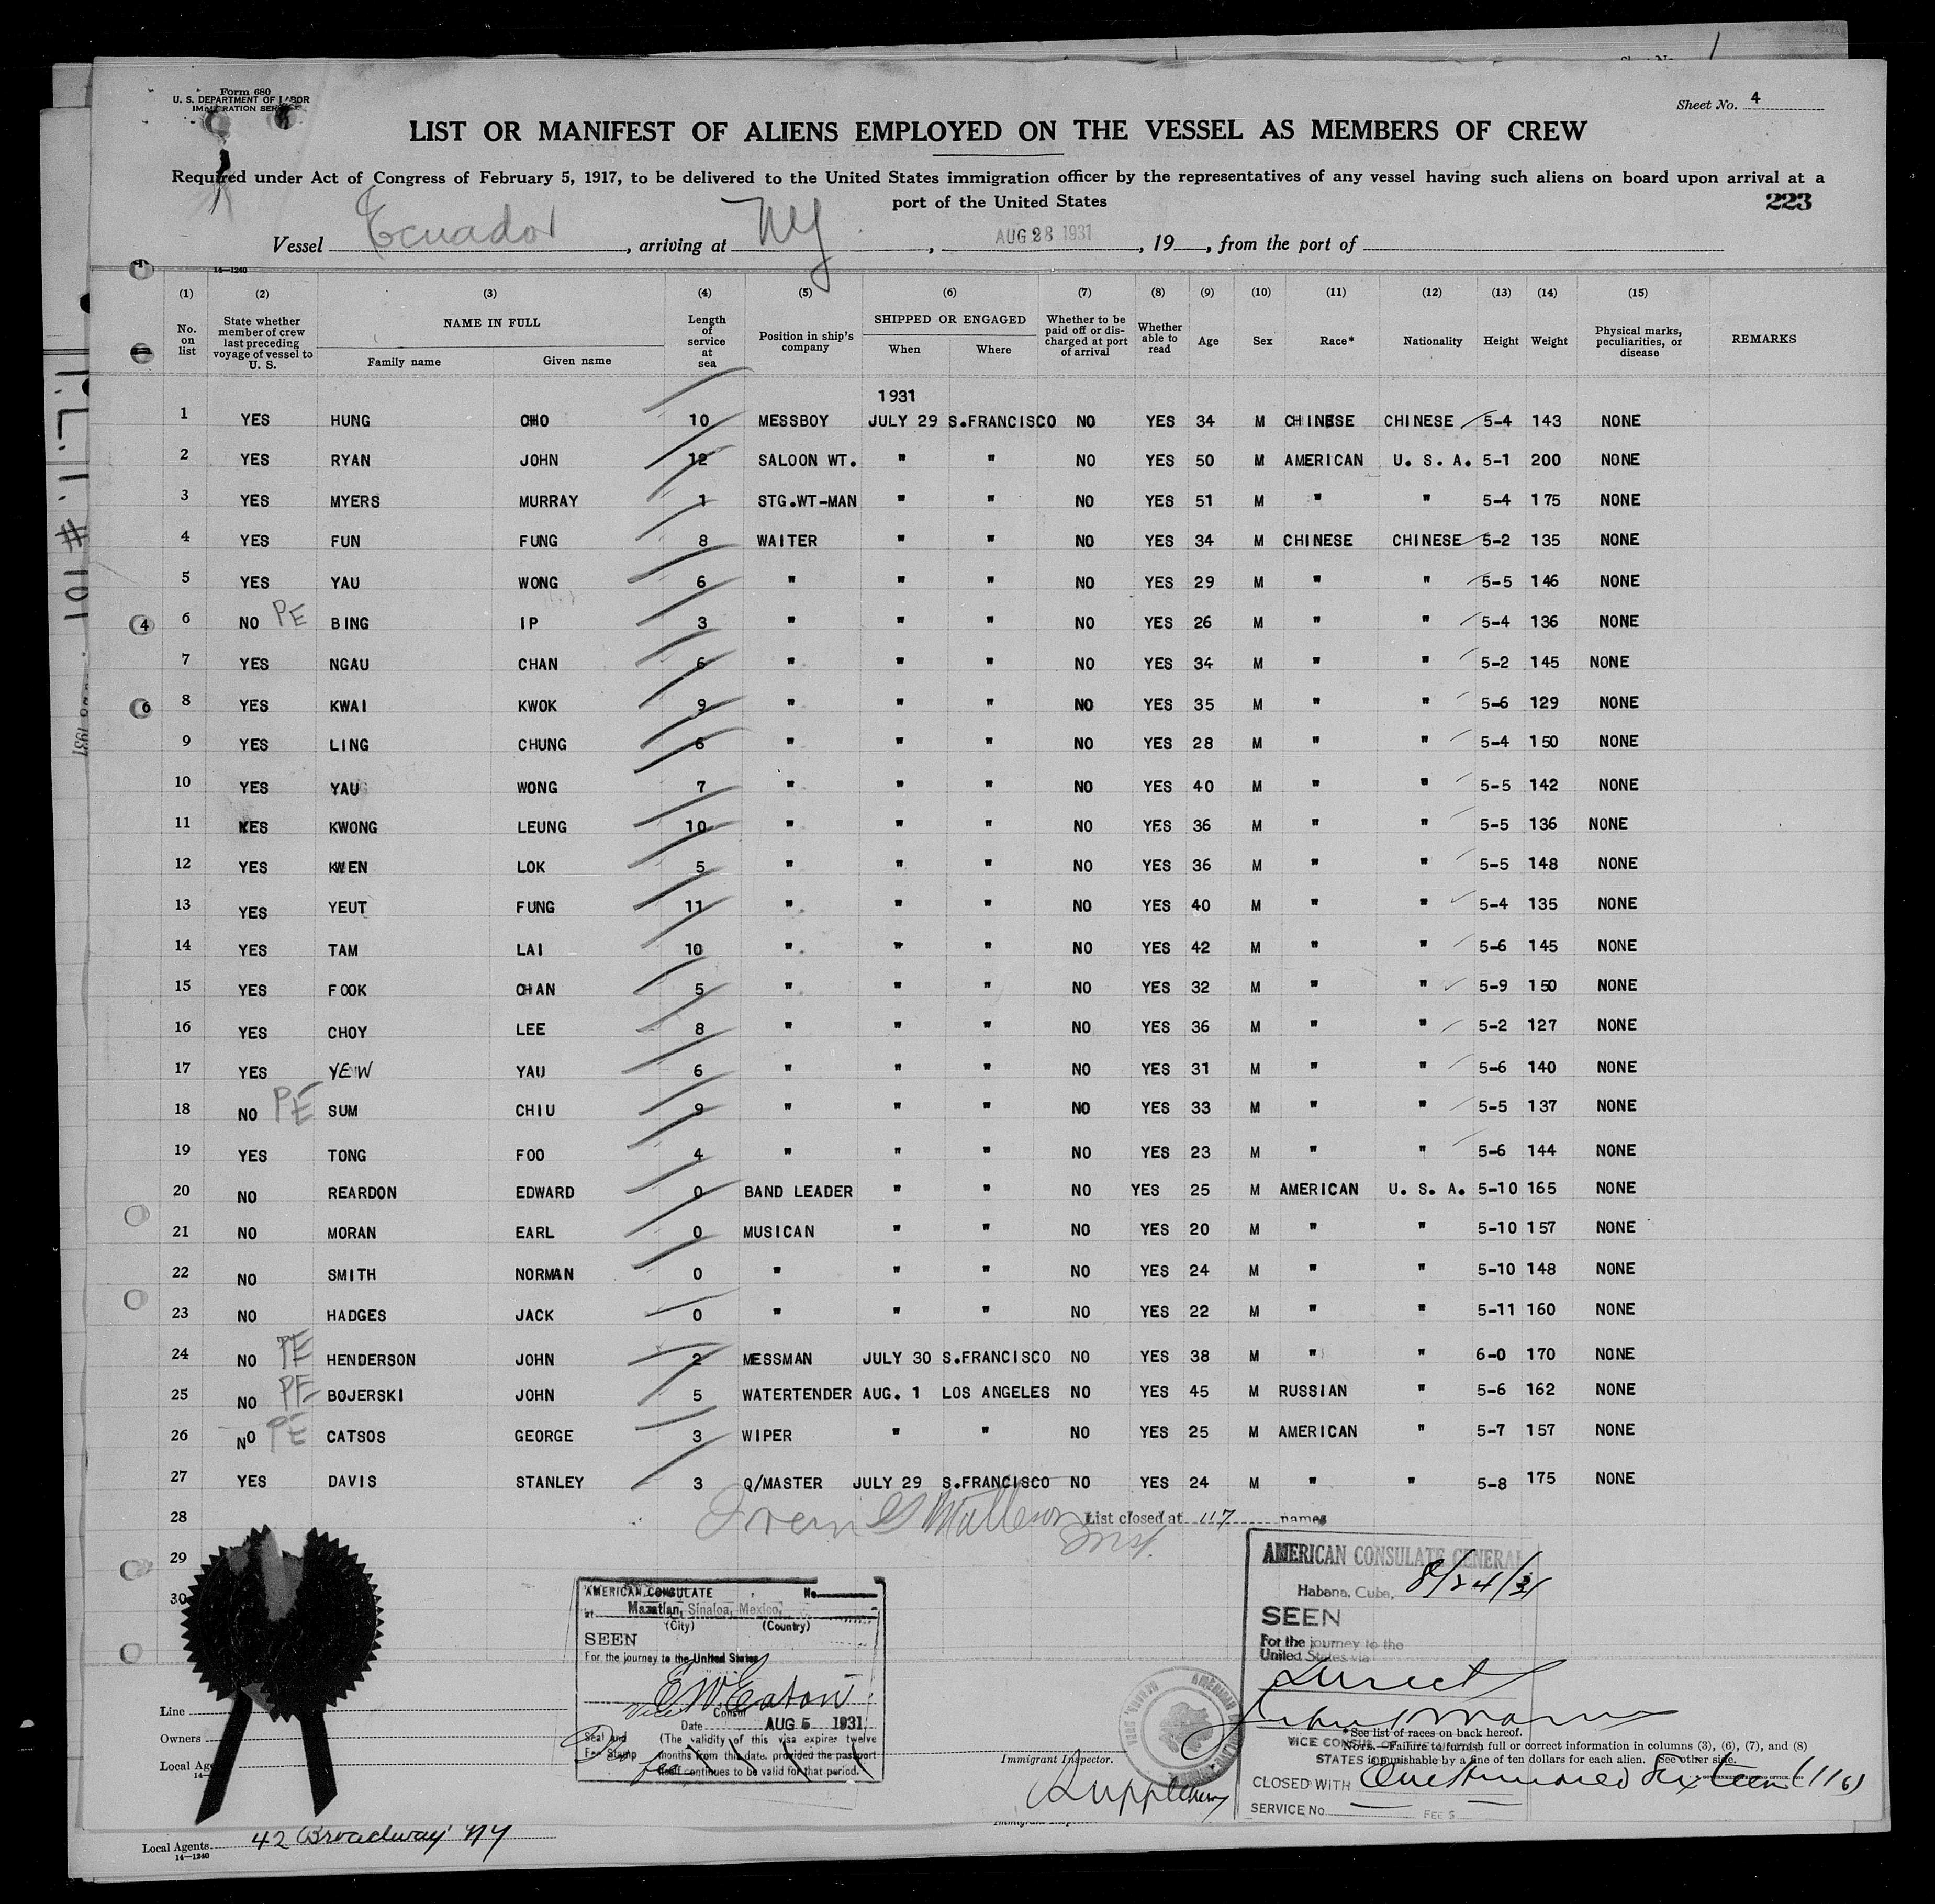 Form 680
U. S. DEPARTMENT OF LABOR
IMMIGRATION SERVICE
Sheet No. 4
LIST OR MANIFEST OF ALIENS EMPLOYED ON THE VESSEL AS MEMBERS OF CREW
Required under Act of Congress of February 5, 1917, to be delivered to the United States immigration officer by the representatives of any vessel having such aliens on board upon arrival at a
port of the United States
223
Vessel Ecuador, arriving at NY, AUG 28 1931, 19, from the port of
14—1240
(1) (2) (3) (4) (5) (6) (7) (8) (9) (10) (11) (12) (13) (14) (15)
No. on list State whether member of crew last preceding voyage of vessel to U. S. NAME IN FULL Family name Given name Length of service at sea Position in ship's company SHIPPED OR ENGAGED When Where Whether to be paid off or discharged at port of arrival Whether able to read Age Sex Race* Nationality Height Weight Physical marks, peculiarities, or disease REMARKS
1931
1 YES HUNG CHO 10 MESSBOY JULY 29 S.FRANCISCO NO YES 34 M CHINESE CHINESE 5-4 143 NONE
2 YES RYAN JOHN 12 SALOON WT. " " NO YES 50 M AMERICAN U. S. A. 5-1 200 NONE
3 YES MYERS MURRAY 1 STG.WT-MAN " " NO YES 51 M " " 5-4 175 NONE
4 YES FUN FUNG 8 WAITER " " NO YES 34 M CHINESE CHINESE 5-2 135 NONE
5 YES YAU WONG 6 " " " NO YES 29 M " " 5-5 146 NONE
6 NO PE BING IP 3 " " " NO YES 26 M " " 5-4 136 NONE
7 YES NGAU CHAN 6 " " " NO YES 34 M " " 5-2 145 NONE
8 YES KWAI KWOK 9 " " " NO YES 35 M " " 5-6 129 NONE
9 YES LING CHUNG 6 " " " NO YES 28 M " " 5-4 150 NONE
10 YES YAU WONG 7 " " " NO YES 40 M " " 5-5 142 NONE
11 YES KWONG LEUNG 10 " " " NO YES 36 M " " 5-5 136 NONE
12 YES KWEN LOK 5 " " " NO YES 36 M " " 5-5 148 NONE
13 YES YEUT FUNG 11 " " " NO YES 40 M " " 5-4 135 NONE
14 YES TAM LAI 10 " " " NO YES 42 M " " 5-6 145 NONE
15 YES FOOK CHAN 5 " " " NO YES 32 M " " 5-9 150 NONE
16 YES CHOY LEE 8 " " " NO YES 36 M " " 5-2 127 NONE
17 YES YEW YAU 6 " " " NO YES 31 M " " 5-6 140 NONE
18 NO PE SUM CHIU 9 " " " NO YES 33 M " " 5-5 137 NONE
19 YES TONG FOO 4 " " " NO YES 23 M " " 5-6 144 NONE
20 NO REARDON EDWARD 0 BAND LEADER " " NO YES 25 M AMERICAN U. S. A. 5-10 165 NONE
21 NO MORAN EARL 0 MUSICAN " " NO YES 20 M " " 5-10 157 NONE
22 NO SMITH NORMAN 0 " " " NO YES 24 M " " 5-10 148 NONE
23 NO HADGES JACK 0 " " " NO YES 22 M " " 5-11 160 NONE
24 NO PE HENDERSON JOHN 2 MESSMAN JULY 30 S.FRANCISCO NO YES 38 M " " 6-0 170 NONE
25 NO PE BOJERSKI JOHN 5 WATERTENDER AUG. 1 LOS ANGELES NO YES 45 M RUSSIAN " 5-6 162 NONE
26 NO PE CATSOS GEORGE 3 WIPER " " NO YES 25 M AMERICAN " 5-7 157 NONE
27 YES DAVIS STANLEY 3 Q/MASTER JULY 29 S.FRANCISCO NO YES 24 M " " 5-8 175 NONE
28 List closed at 117 names
29
30
AMERICAN CONSULATE No.
at Mazatlan, Sinaloa, Mexico,
(City) (Country)
SEEN
For the journey to the United States
E W Eaton
Vice Consul
Date AUG 5 1931
Seal and Fee Stamp
(The validity of this visa expires twelve
months from this date, provided the passport
itself continues to be valid for that period.
AMERICAN CONSULATE GENERAL
Habana, Cuba, 8/24/31
SEEN
For the journey to the
United States via
Direct
VICE CONSUL OF THE UNITED
STATES OF
CLOSED WITH One Hundred Sixteen (116)
SERVICE No. FEE $
*See list of races on back hereof.
NOTE.—Failure to furnish full or correct information in columns (3), (6), (7), and (8)
is punishable by a fine of ten dollars for each alien. See other side.
Line
Owners
Local Agents
Immigrant Inspector.
Local Agents 42 Broadway NY
14—1240
Immigrant Inspector